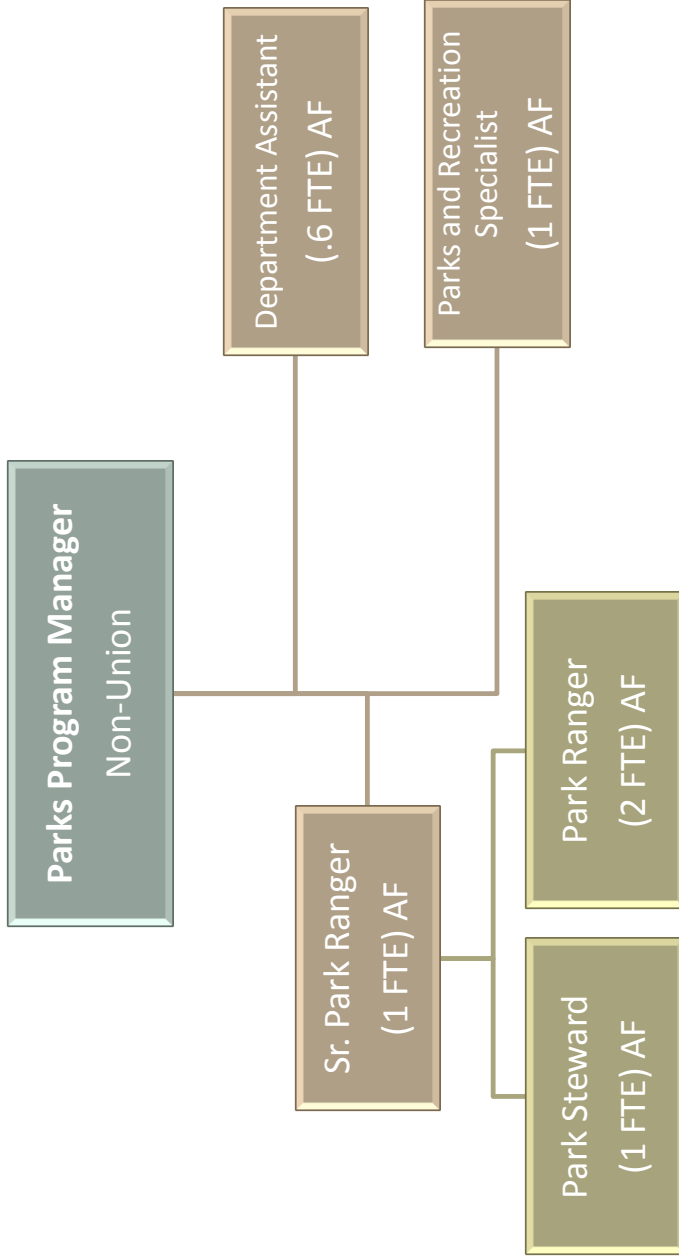 Parks Program Manager
Non-Union
Department Assistant
(.6 FTE) AF
Sr. Park Ranger
(1 FTE) AF
Parks and Recreation
Specialist
(1 FTE) AF
Park Steward
(1 FTE) AF
Park Ranger
(2 FTE) AF